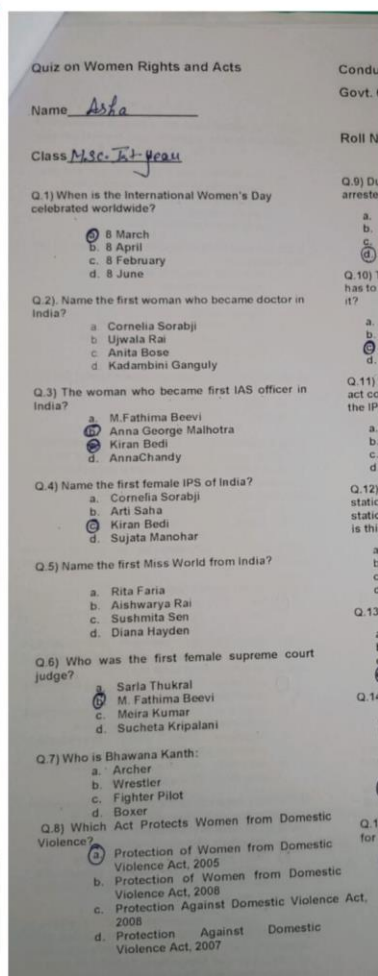 Quiz on Women Rights and Acts
Name Asha
Class M.Sc. Ist year
Q.1) When is the International Women's Day
celebrated worldwide?
a. 8 March
b. 8 April
c. 8 February
d. 8 June
Q.2). Name the first woman who became doctor in
India?
a Cornelia Sorabji
b Ujwala Rai
c Anita Bose
d Kadambini Ganguly
Q.3) The woman who became first IAS officer in
India?
a. M.Fathima Beevi
b. Anna George Malhotra
Kiran Bedi
d. AnnaChandy
Q.4) Name the first female IPS of India?
a. Cornelia Sorabji
b. Arti Saha
c Kiran Bedi
d. Sujata Manohar
Q.5) Name the first Miss World from India?
a. Rita Faria
b. Aishwarya Rai
c. Sushmita Sen
d. Diana Hayden
Q.6) Who was the first female supreme court
judge?
a. Sarla Thukral
b M. Fathima Beevi
c. Meira Kumar
d. Sucheta Kripalani
Q.7) Who is Bhawana Kanth:
a. Archer
b. Wrestler
c. Fighter Pilot
d. Boxer
Q.8) Which Act Protects Women from Domestic
Violence?
a. Protection of Women from Domestic
Violence Act, 2005
b. Protection of Women from Domestic
Violence Act, 2008
c. Protection Against Domestic Violence Act,
2008
d. Protection Against Domestic
Violence Act, 2007
Govt.
Roll N
Q.9)
a.
b.
c.
d
Q.10)
has to
it?
a.
b.
c
d.
Q.11)
act
the IP
a.
b.
c.
d
Q.12)
is
Q.13
for